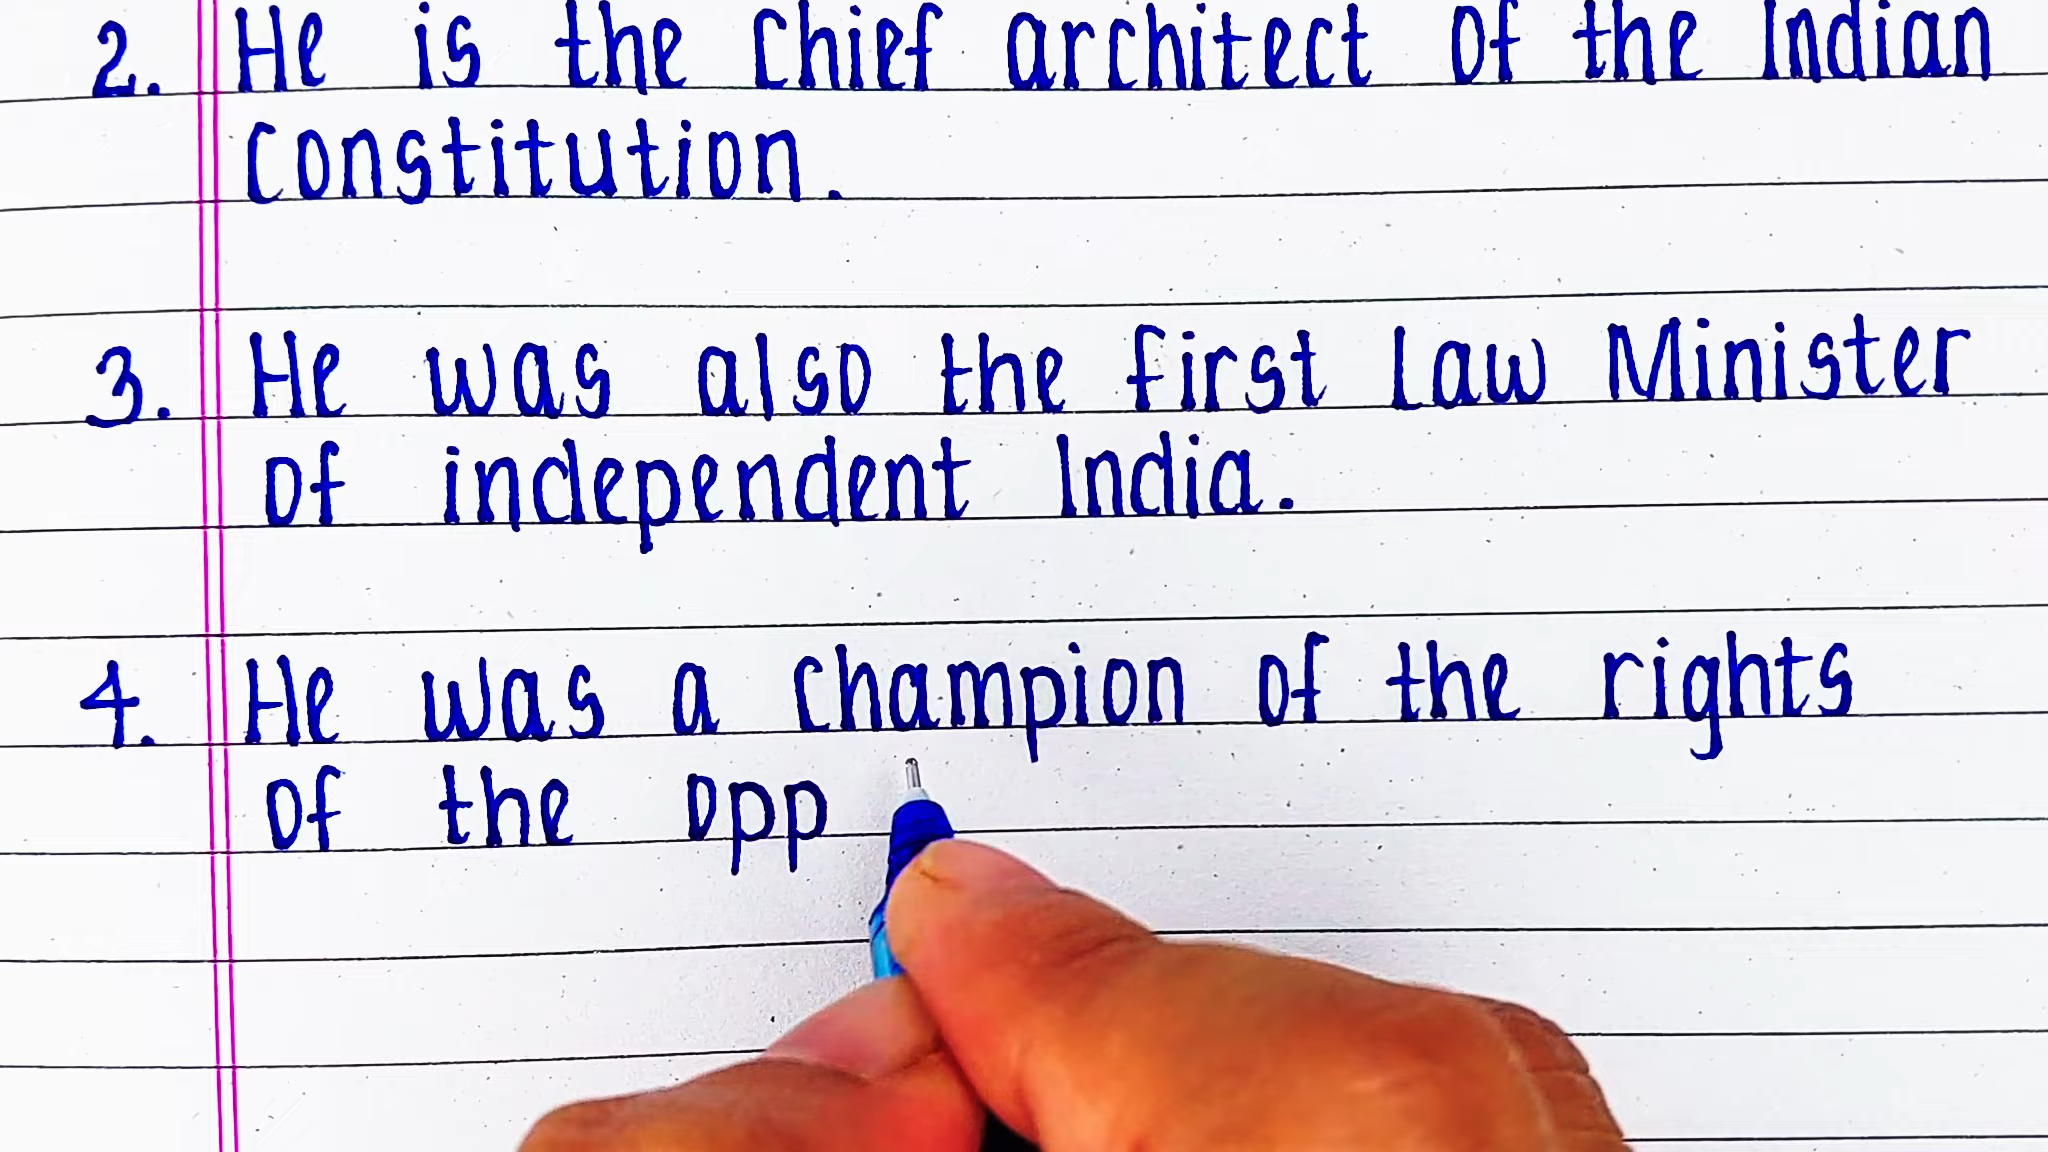 2. He is the chief architect of the Indian
constitution.
3. He was also the first Law Minister
of independent India.
4. He was a champion of the rights
of the opp